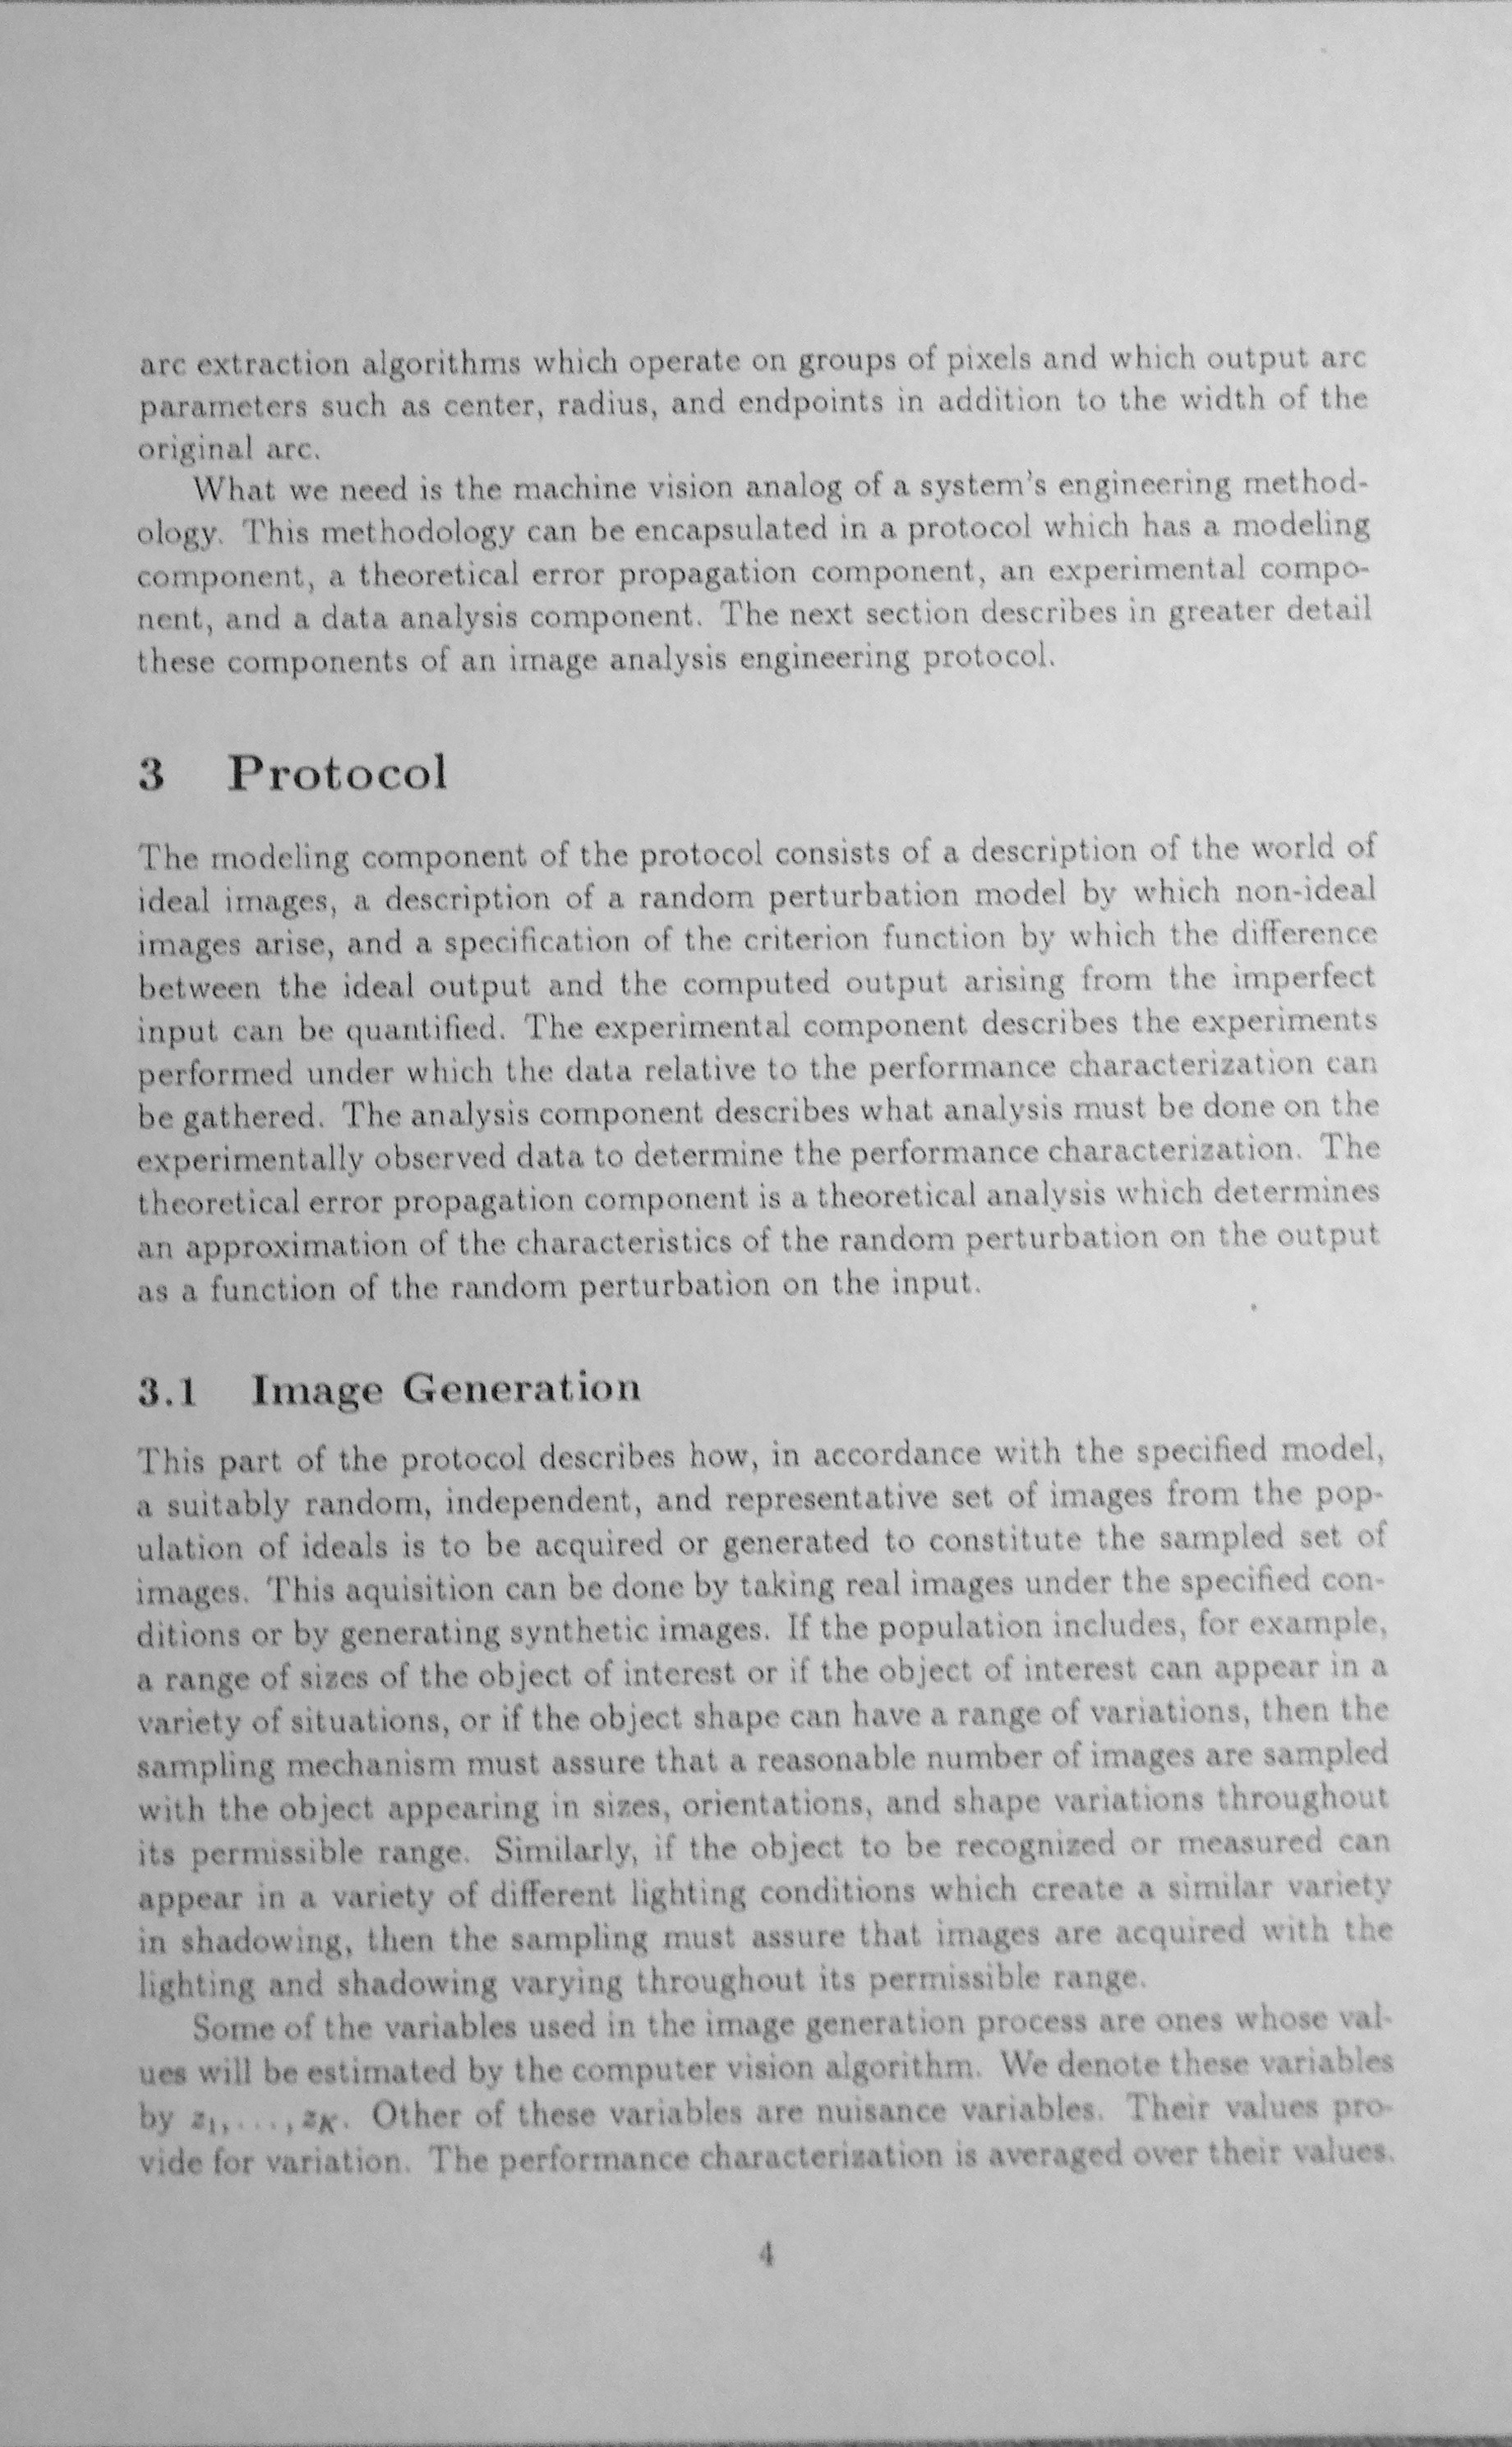 arc extraction algorithms which operate on groups of pixels and which output arc
parameters such as center, radius, and endpoints in addition to the width of the
original arc.
What we need is the machine vision analog of a system's engineering method-
ology. This methodology can be encapsulated in a protocol which has a modeling
component, a theoretical error propagation component, an experimental compo-
nent, and a data analysis component. The next section describes in greater detail
these components of an image analysis engineering protocol.
3 Protocol
The modeling component of the protocol consists of a description of the world of
ideal images, a description of a random perturbation model by which non-ideal
images arise, and a specification of the criterion function by which the difference
between the ideal output and the computed output arising from the imperfect
input can be quantified. The experimental component describes the experiments
performed under which the data relative to the performance characterization can
be gathered. The analysis component describes what analysis must be done on the
experimentally observed data to determine the performance characterization. The
theoretical error propagation component is a theoretical analysis which determines
an approximation of the characteristics of the random perturbation on the output
as a function of the random perturbation on the input.
3.1 Image Generation
This part of the protocol describes how, in accordance with the specified model,
a suitably random, independent, and representative set of images from the pop-
ulation of ideals is to be acquired or generated to constitute the sampled set of
images. This aquisition can be done by taking real images under the specified con-
ditions or by generating synthetic images. If the population includes, for example,
a range of sizes of the object of interest or if the object of interest can appear in a
variety of situations, or if the object shape can have a range of variations, then the
sampling mechanism must assure that a reasonable number of images are sampled
with the object appearing in sizes, orientations, and shape variations throughout
its permissible range. Similarly, if the object to be recognized or measured can
appear in a variety of different lighting conditions which create a similar variety
in shadowing, then the sampling must assure that images are acquired with the
lighting and shadowing varying throughout its permissible range.
Some of the variables used in the image generation process are ones whose val-
ues will be estimated by the computer vision algorithm. We denote these variables
by z₁, . . . , z_K. Other of these variables are nuisance variables. Their values pro-
vide for variation. The performance characterization is averaged over their values.
4